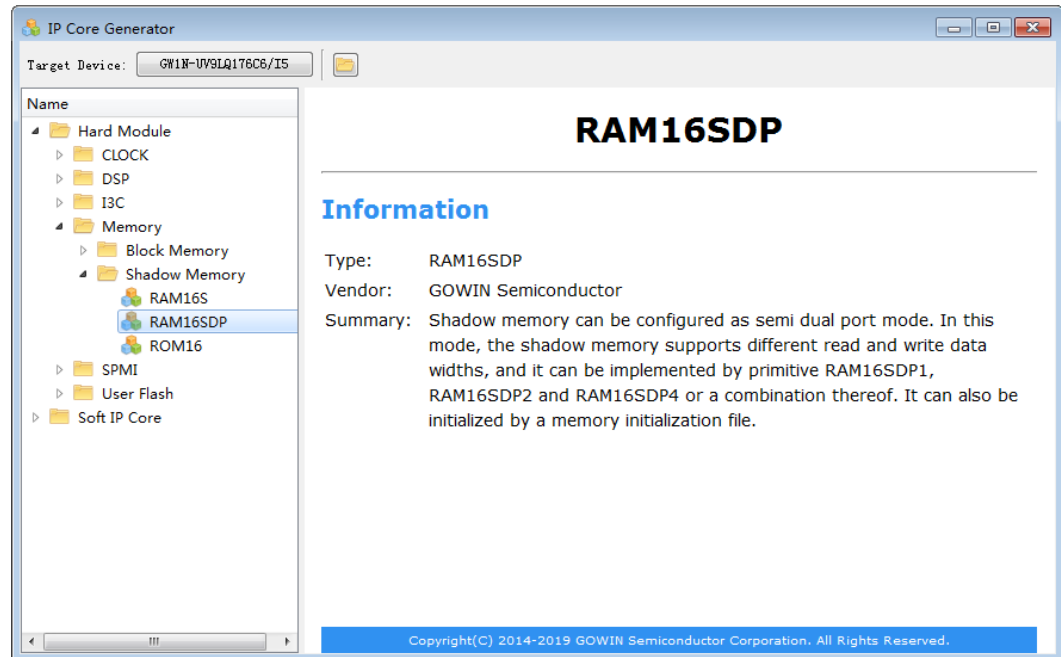 IP Core Generator
Target Device: GW1N-UV9LQ176C6/I5
Name
Hard Module
CLOCK
DSP
I3C
Memory
Block Memory
Shadow Memory
RAM16S
RAM16SDP
ROM16
SPMI
User Flash
Soft IP Core
RAM16SDP
Information
Type: RAM16SDP
Vendor: GOWIN Semiconductor
Summary: Shadow memory can be configured as semi dual port mode. In this
mode, the shadow memory supports different read and write data
widths, and it can be implemented by primitive RAM16SDP1,
RAM16SDP2 and RAM16SDP4 or a combination thereof. It can also be
initialized by a memory initialization file.
Copyright(C) 2014-2019 GOWIN Semiconductor Corporation. All Rights Reserved.